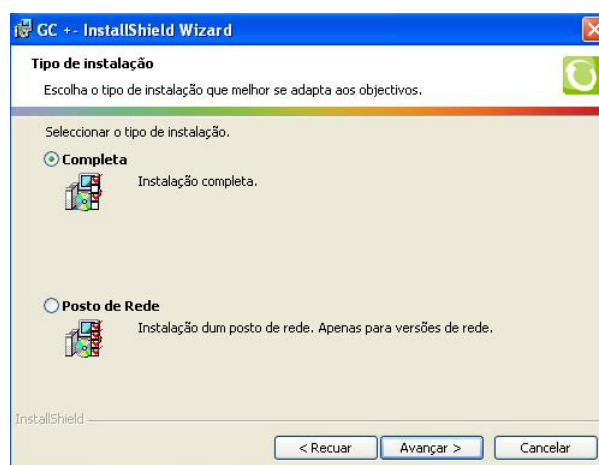 GC +- InstallShield Wizard
Tipo de instalação
Escolha o tipo de instalação que melhor se adapta aos objectivos.
Seleccionar o tipo de instalação.
Completa
Instalação completa.
Posto de Rede
Instalação dum posto de rede. Apenas para versões de rede.
InstallShield
< Recuar Avançar > Cancelar